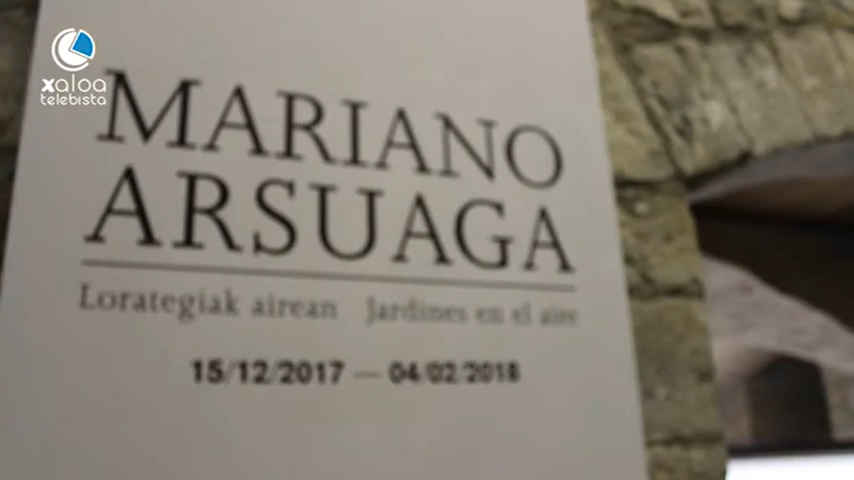 xaloa
telebista
MARIANO
ARSUAGA
Lorategiak airean Jardines en el aire
15/12/2017 — 04/02/2018